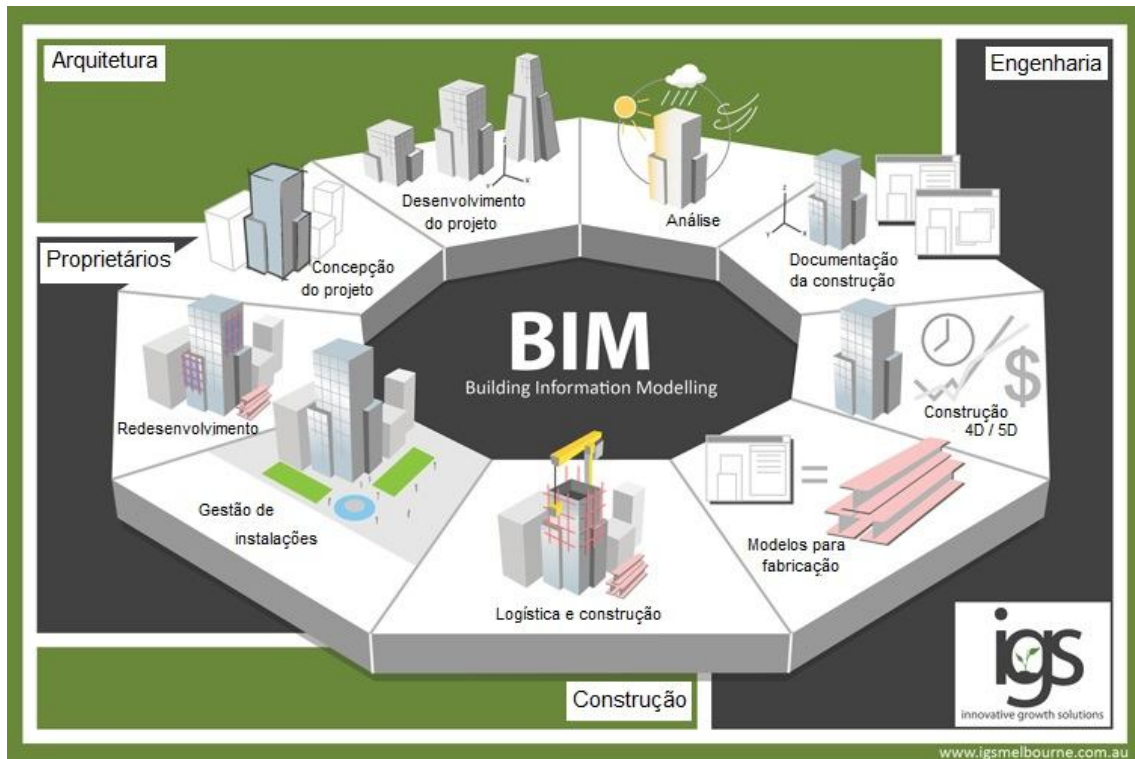 Arquitetura
Engenharia
Proprietários
Desenvolvimento
do projeto
Análise
Concepção
do projeto
Documentação
da construção
BIM
Building Information Modelling
Redesenvolvimento
$
Construção
4D / 5D
Gestão de
instalações
=
Modelos para
fabricação
Logística e construção
Construção
igs
innovative growth solutions
www.igsmelbourne.com.au